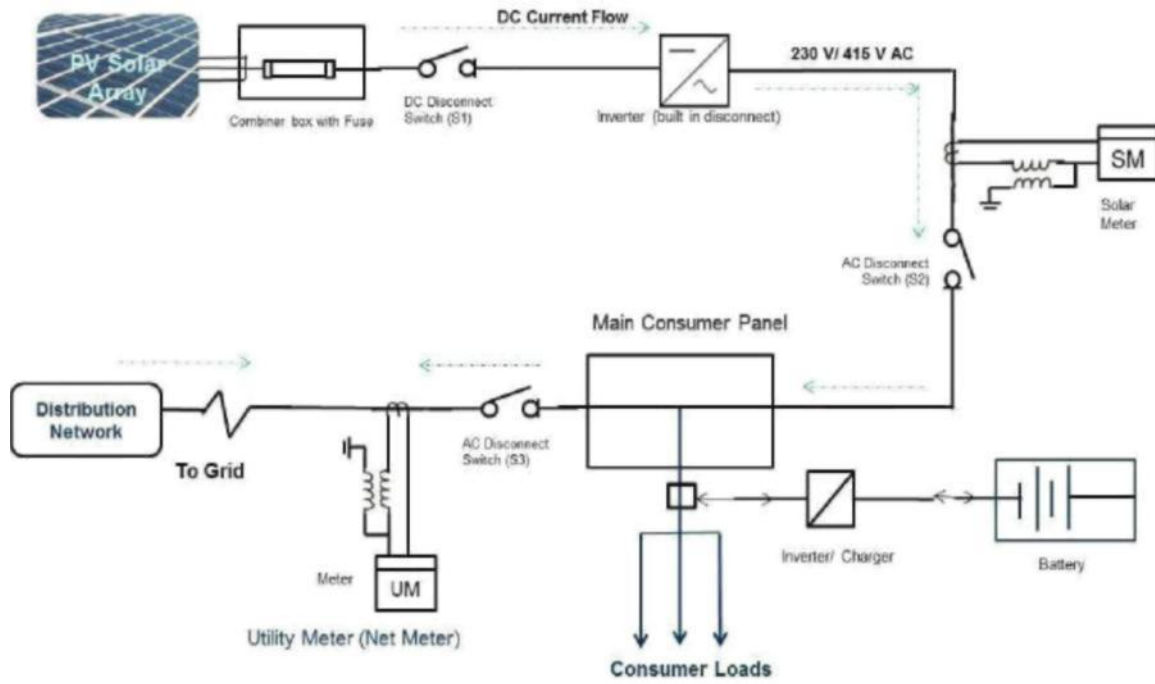 DC Current Flow
PV Solar
Array
Combiner box with Fuse
DC Disconnect
Switch (S1)
Inverter (built in disconnect)
230 V/ 415 V AC
SM
Solar
Meter
AC Disconnect
Switch (S2)
Main Consumer Panel
Distribution
Network
To Grid
AC Disconnect
Switch (S3)
Meter
UM
Utility Meter (Net Meter)
Inverter/ Charger
Battery
Consumer Loads